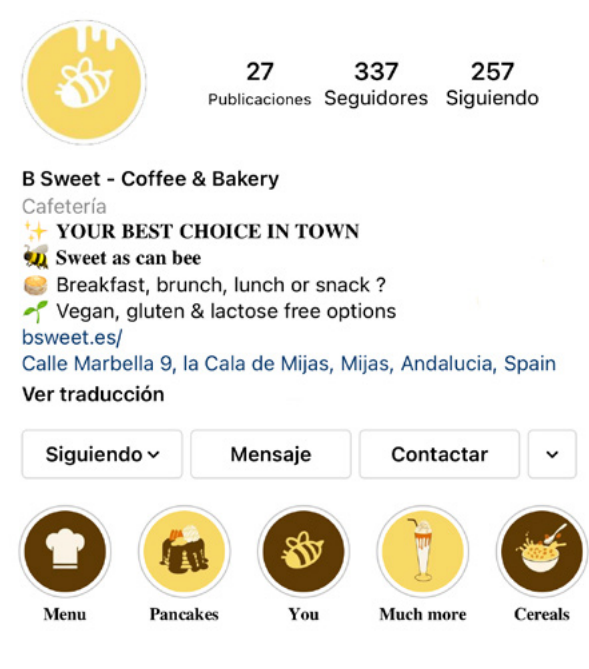 27 337 257
Publicaciones Seguidores Siguiendo
B Sweet - Coffee & Bakery
Cafetería
✨ YOUR BEST CHOICE IN TOWN
🐝 Sweet as can bee
🥞 Breakfast, brunch, lunch or snack ?
🌱 Vegan, gluten & lactose free options
bsweet.es/
Calle Marbella 9, la Cala de Mijas, Mijas, Andalucia, Spain
Ver traducción
Siguiendo Mensaje Contactar
Menu Pancakes You Much more Cereals